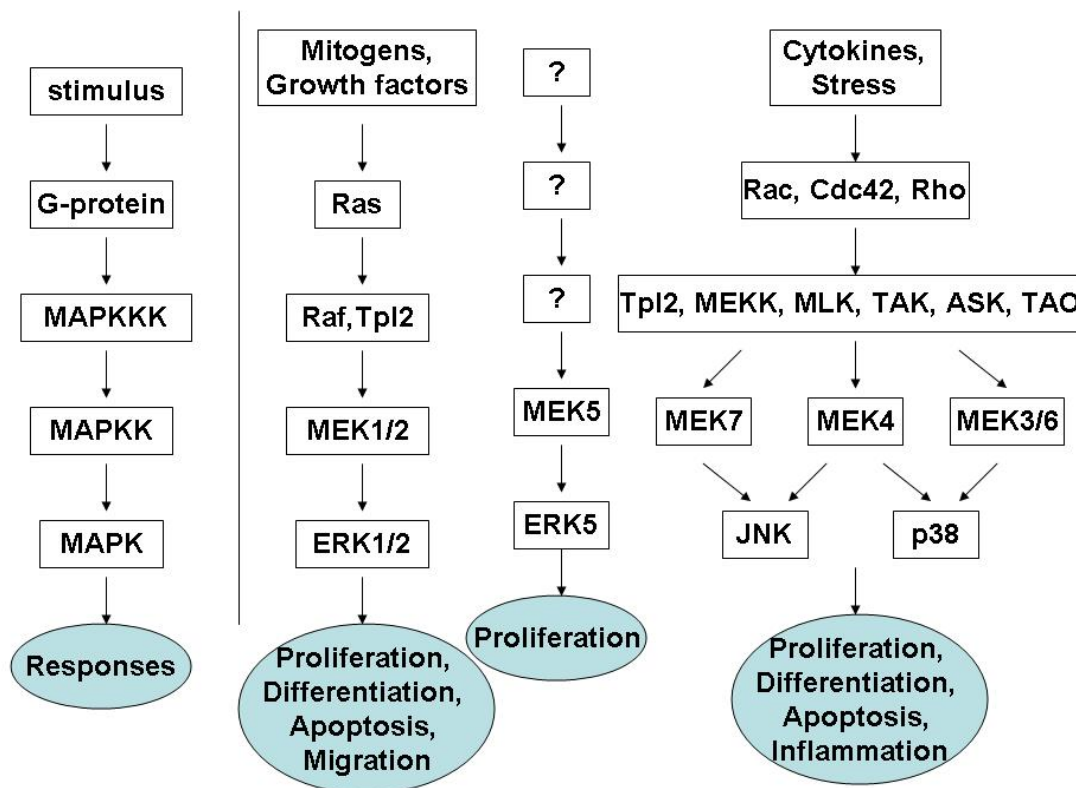 stimulus
G-protein
MAPKKK
MAPKK
MAPK
Responses
Mitogens,
Growth factors
Ras
Raf,Tpl2
MEK1/2
ERK1/2
Proliferation,
Differentiation,
Apoptosis,
Migration
?
?
?
MEK5
ERK5
Proliferation
Cytokines,
Stress
Rac, Cdc42, Rho
Tpl2, MEKK, MLK, TAK, ASK, TAO
MEK7
MEK4
MEK3/6
JNK
p38
Proliferation,
Differentiation,
Apoptosis,
Inflammation